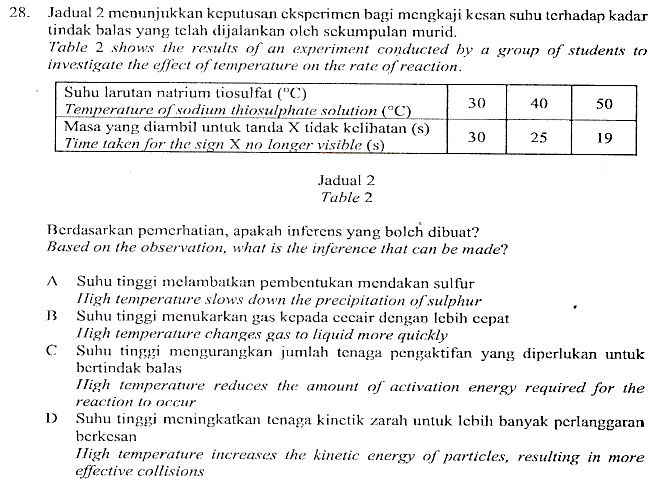 28. Jadual 2 menunjukkan keputusan eksperimen bagi mengkaji kesan suhu terhadap kadar
tindak balas yang telah dijalankan oleh sekumpulan murid.
Table 2 shows the results of an experiment conducted by a group of students to
investigate the effect of temperature on the rate of reaction.
Suhu larutan natrium tiosulfat (°C)
Temperature of sodium thiosulphate solution (°C)
30 40 50
Masa yang diambil untuk tanda X tidak kelihatan (s)
Time taken for the sign X no longer visible (s)
30 25 19
Jadual 2
Table 2
Berdasarkan pemerhatian, apakah inferens yang boleh dibuat?
Based on the observation, what is the inference that can be made?
A Suhu tinggi melambatkan pembentukan mendakan sulfur
High temperature slows down the precipitation of sulphur
B Suhu tinggi menukarkan gas kepada cecair dengan lebih cepat
High temperature changes gas to liquid more quickly
C Suhu tinggi mengurangkan jumlah tenaga pengaktifan yang diperlukan untuk
bertindak balas
High temperature reduces the amount of activation energy required for the
reaction to occur
D Suhu tinggi meningkatkan tenaga kinetik zarah untuk lebih banyak perlanggaran
berkesan
High temperature increases the kinetic energy of particles, resulting in more
effective collisions